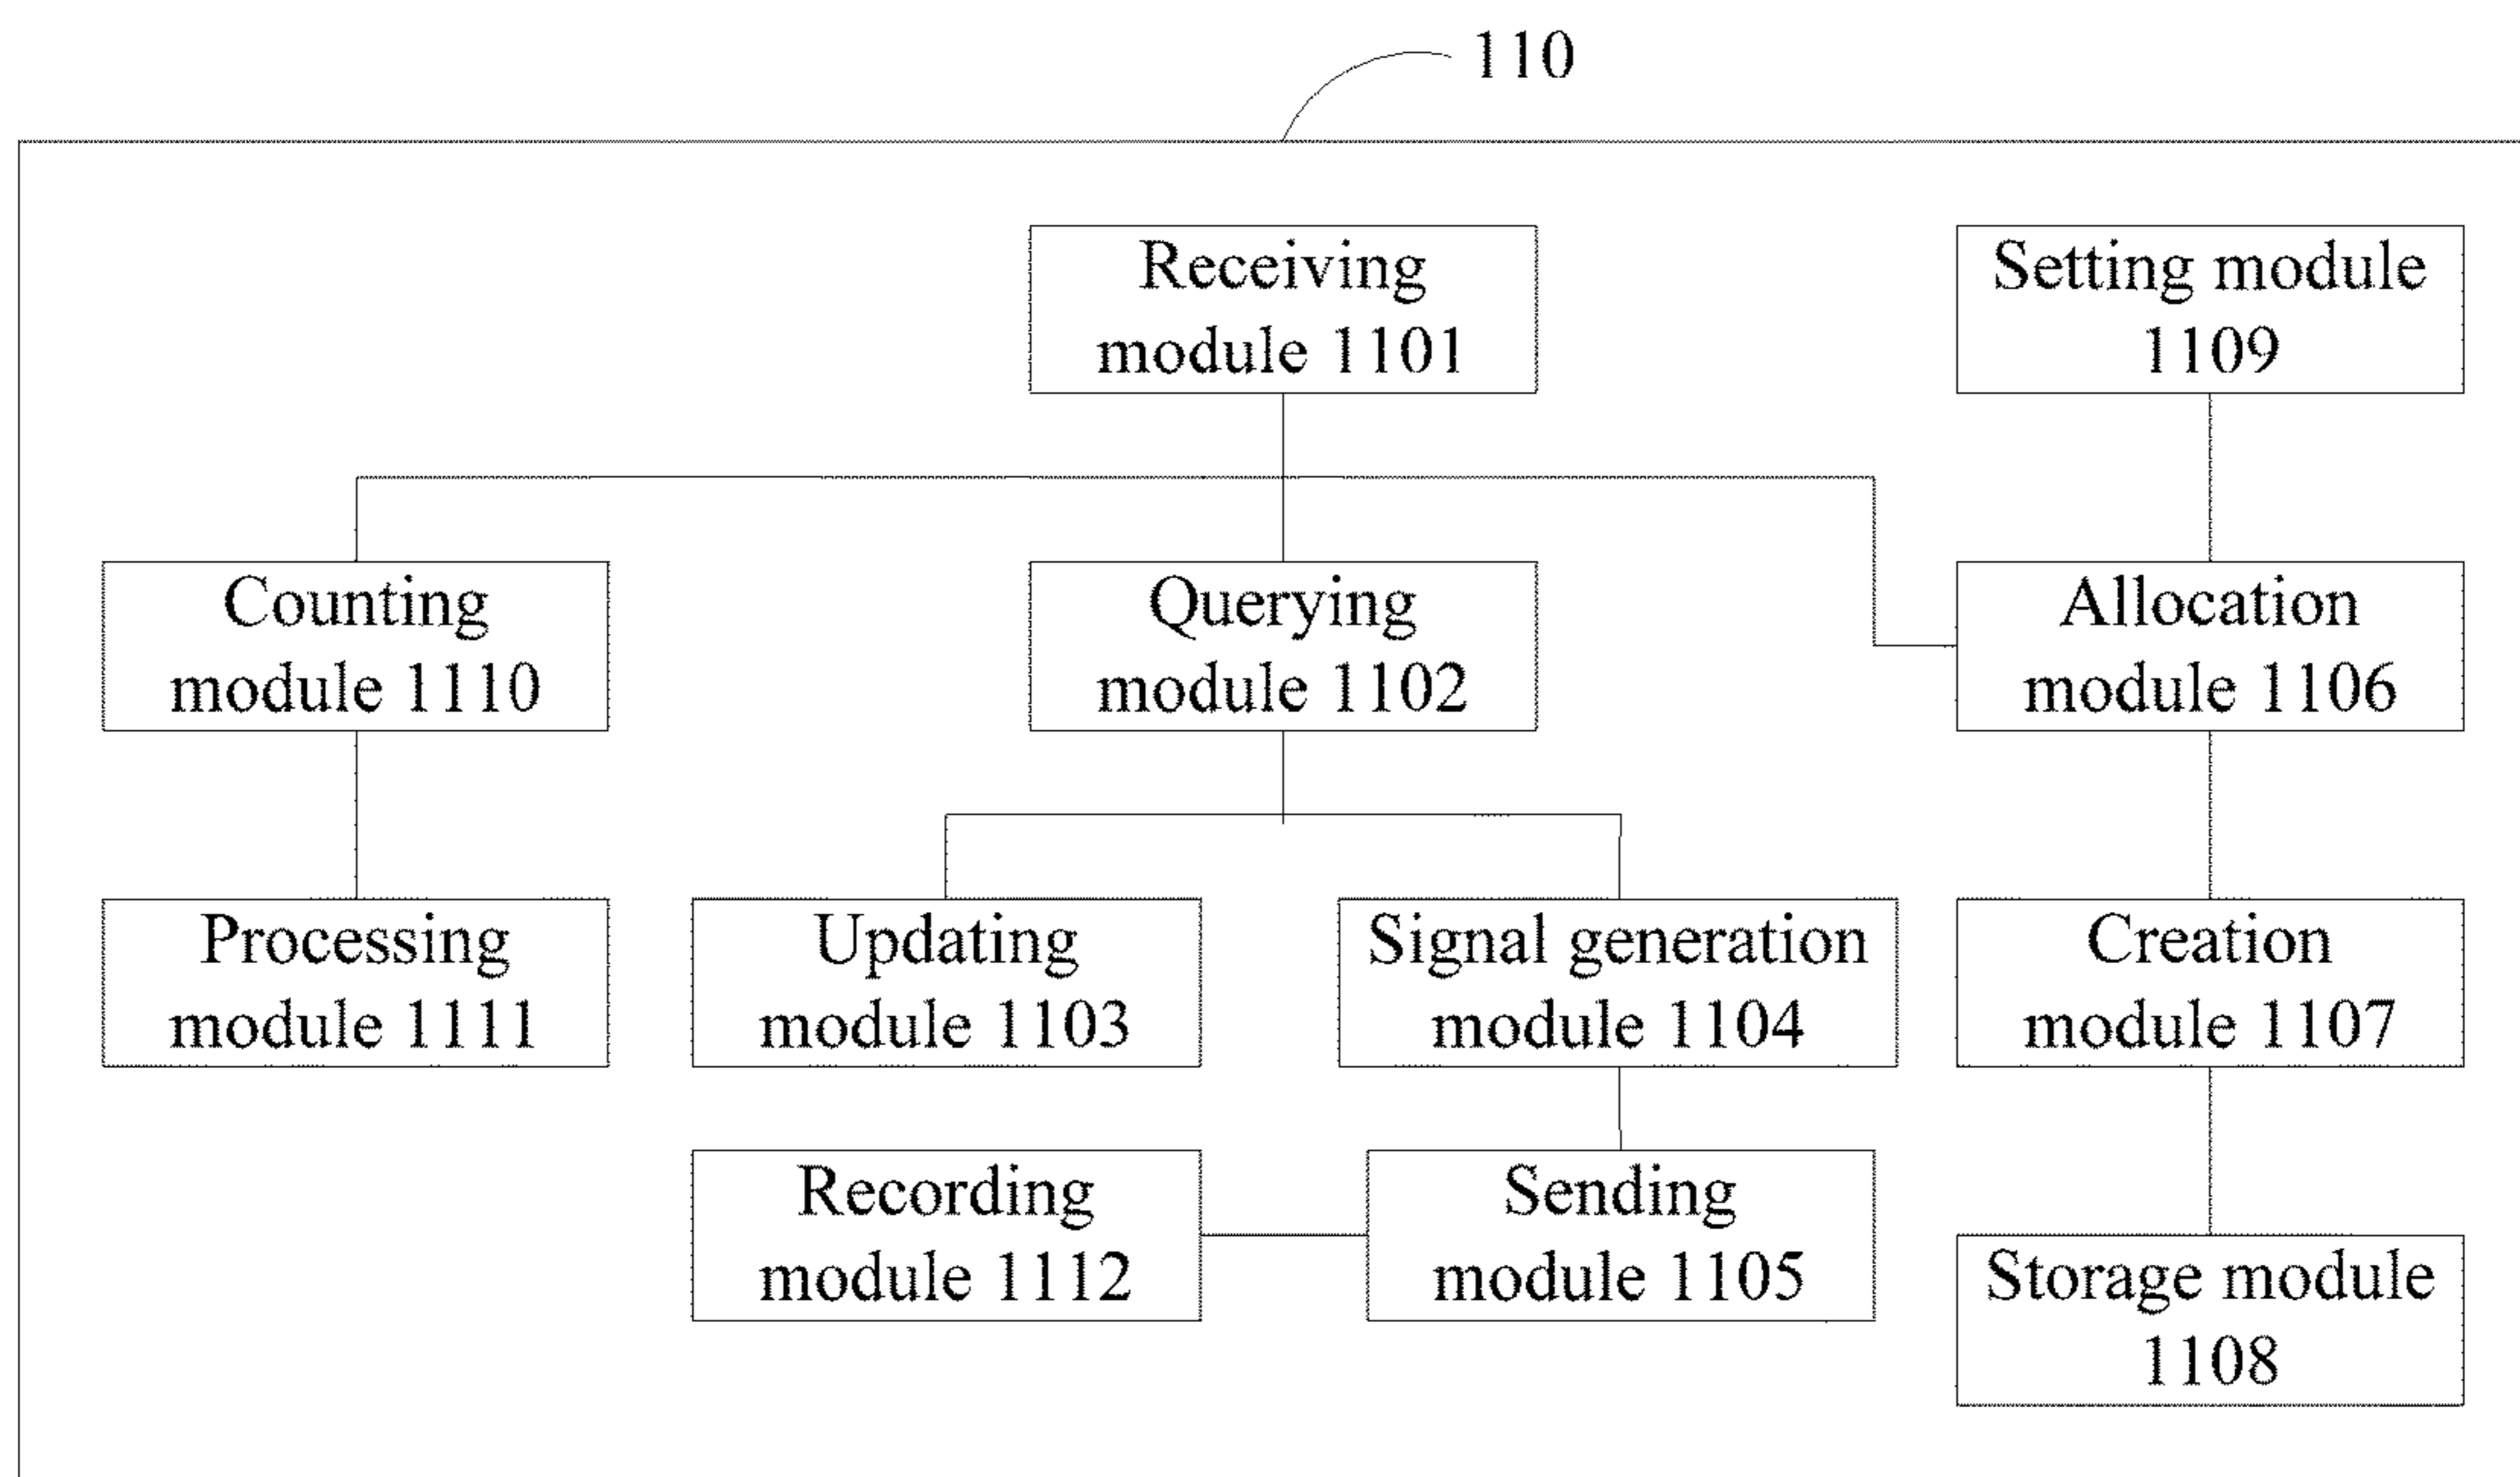 110
Receiving
module 1101
Setting module
1109
Counting
module 1110
Querying
module 1102
Allocation
module 1106
Processing
module 1111
Updating
module 1103
Signal generation
module 1104
Creation
module 1107
Recording
module 1112
Sending
module 1105
Storage module
1108